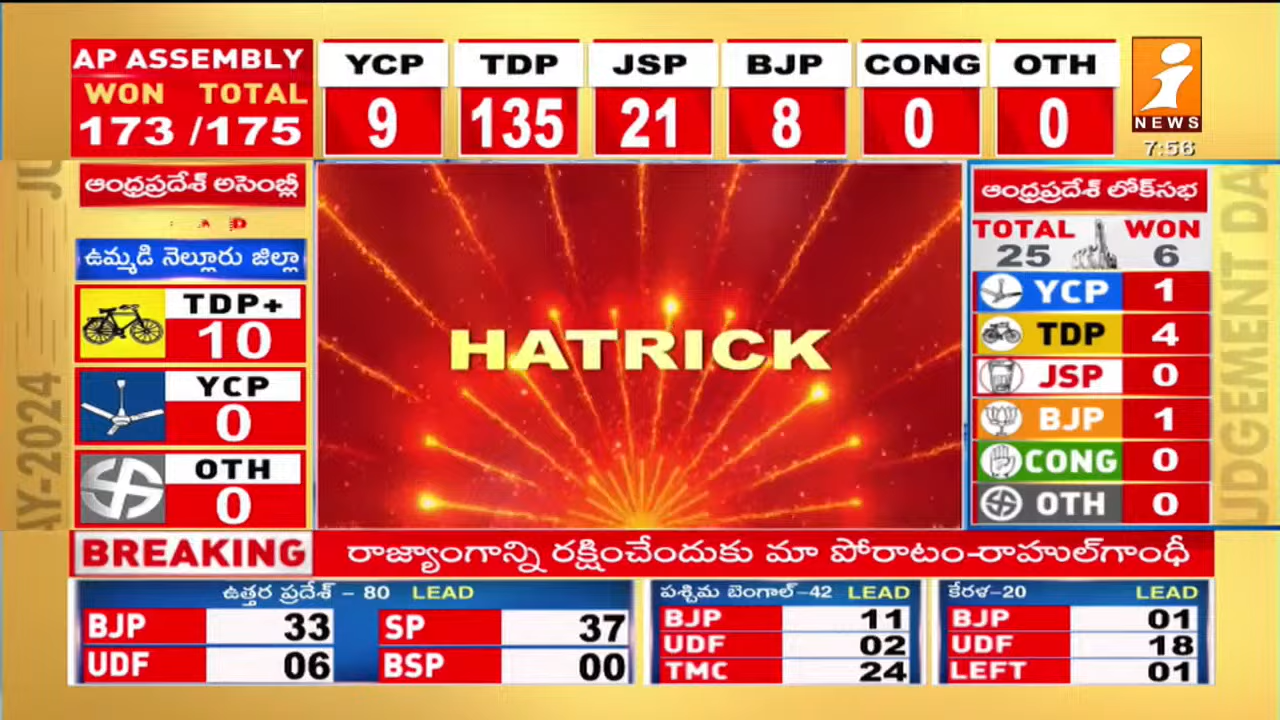 AP ASSEMBLY
WON TOTAL
173 /175
YCP TDP JSP BJP CONG OTH
9 135 21 8 0 0
i
NEWS
7:56
ఆంధ్రప్రదేశ్ అసెంబ్లీ
ఉమ్మడి నెల్లూరు జిల్లా
TDP+
10
YCP
0
OTH
0
AY-2024
HATRICK
ఆంధ్రప్రదేశ్ లోక్‌సభ
TOTAL WON
25 6
YCP 1
TDP 4
JSP 0
BJP 1
CONG 0
OTH 0
UDGEMENT DA
BREAKING రాజ్యాంగాన్ని రక్షించేందుకు మా పోరాటం-రాహుల్‌గాంధీ
ఉత్తర ప్రదేశ్ - 80 LEAD
BJP 33 SP 37
UDF 06 BSP 00
పశ్చిమ బెంగాల్-42 LEAD
BJP 11
UDF 02
TMC 24
కేరళ-20 LEAD
BJP 01
UDF 18
LEFT 01